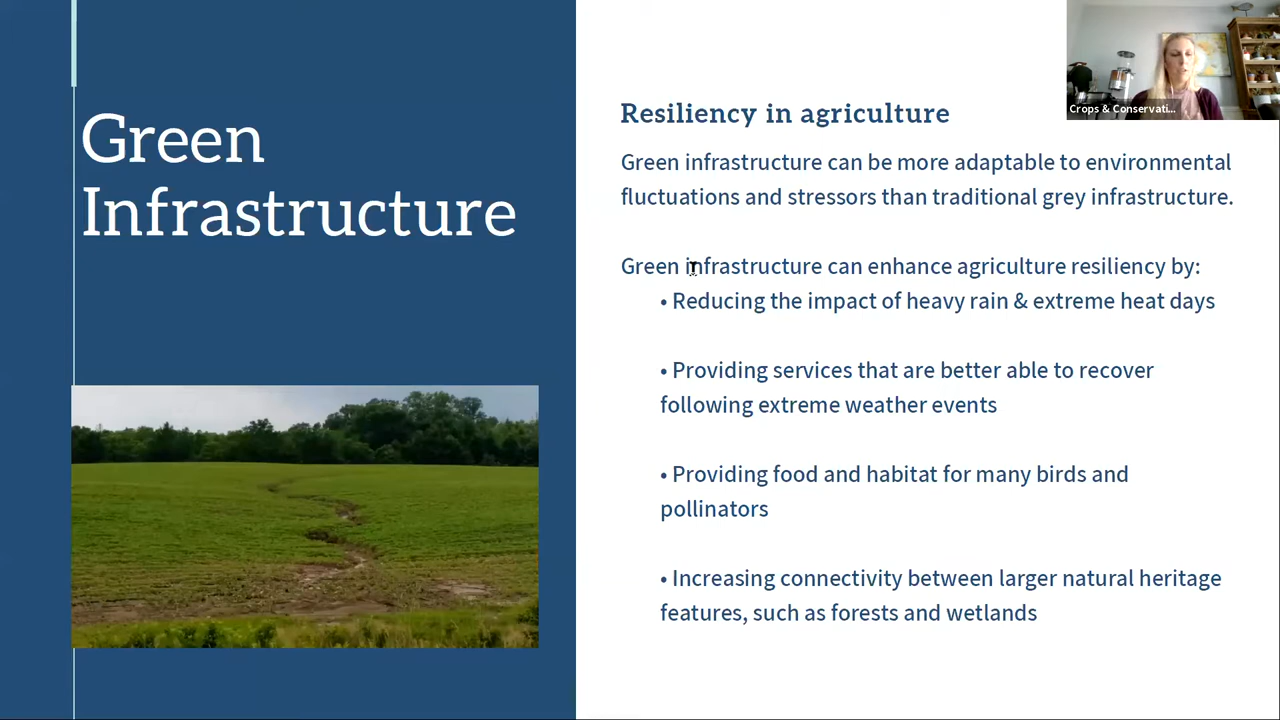 Green
Infrastructure
Resiliency in agriculture
Green infrastructure can be more adaptable to environmental
fluctuations and stressors than traditional grey infrastructure.
Green infrastructure can enhance agriculture resiliency by:
• Reducing the impact of heavy rain & extreme heat days
• Providing services that are better able to recover
following extreme weather events
• Providing food and habitat for many birds and
pollinators
• Increasing connectivity between larger natural heritage
features, such as forests and wetlands
Crops & Conservati...